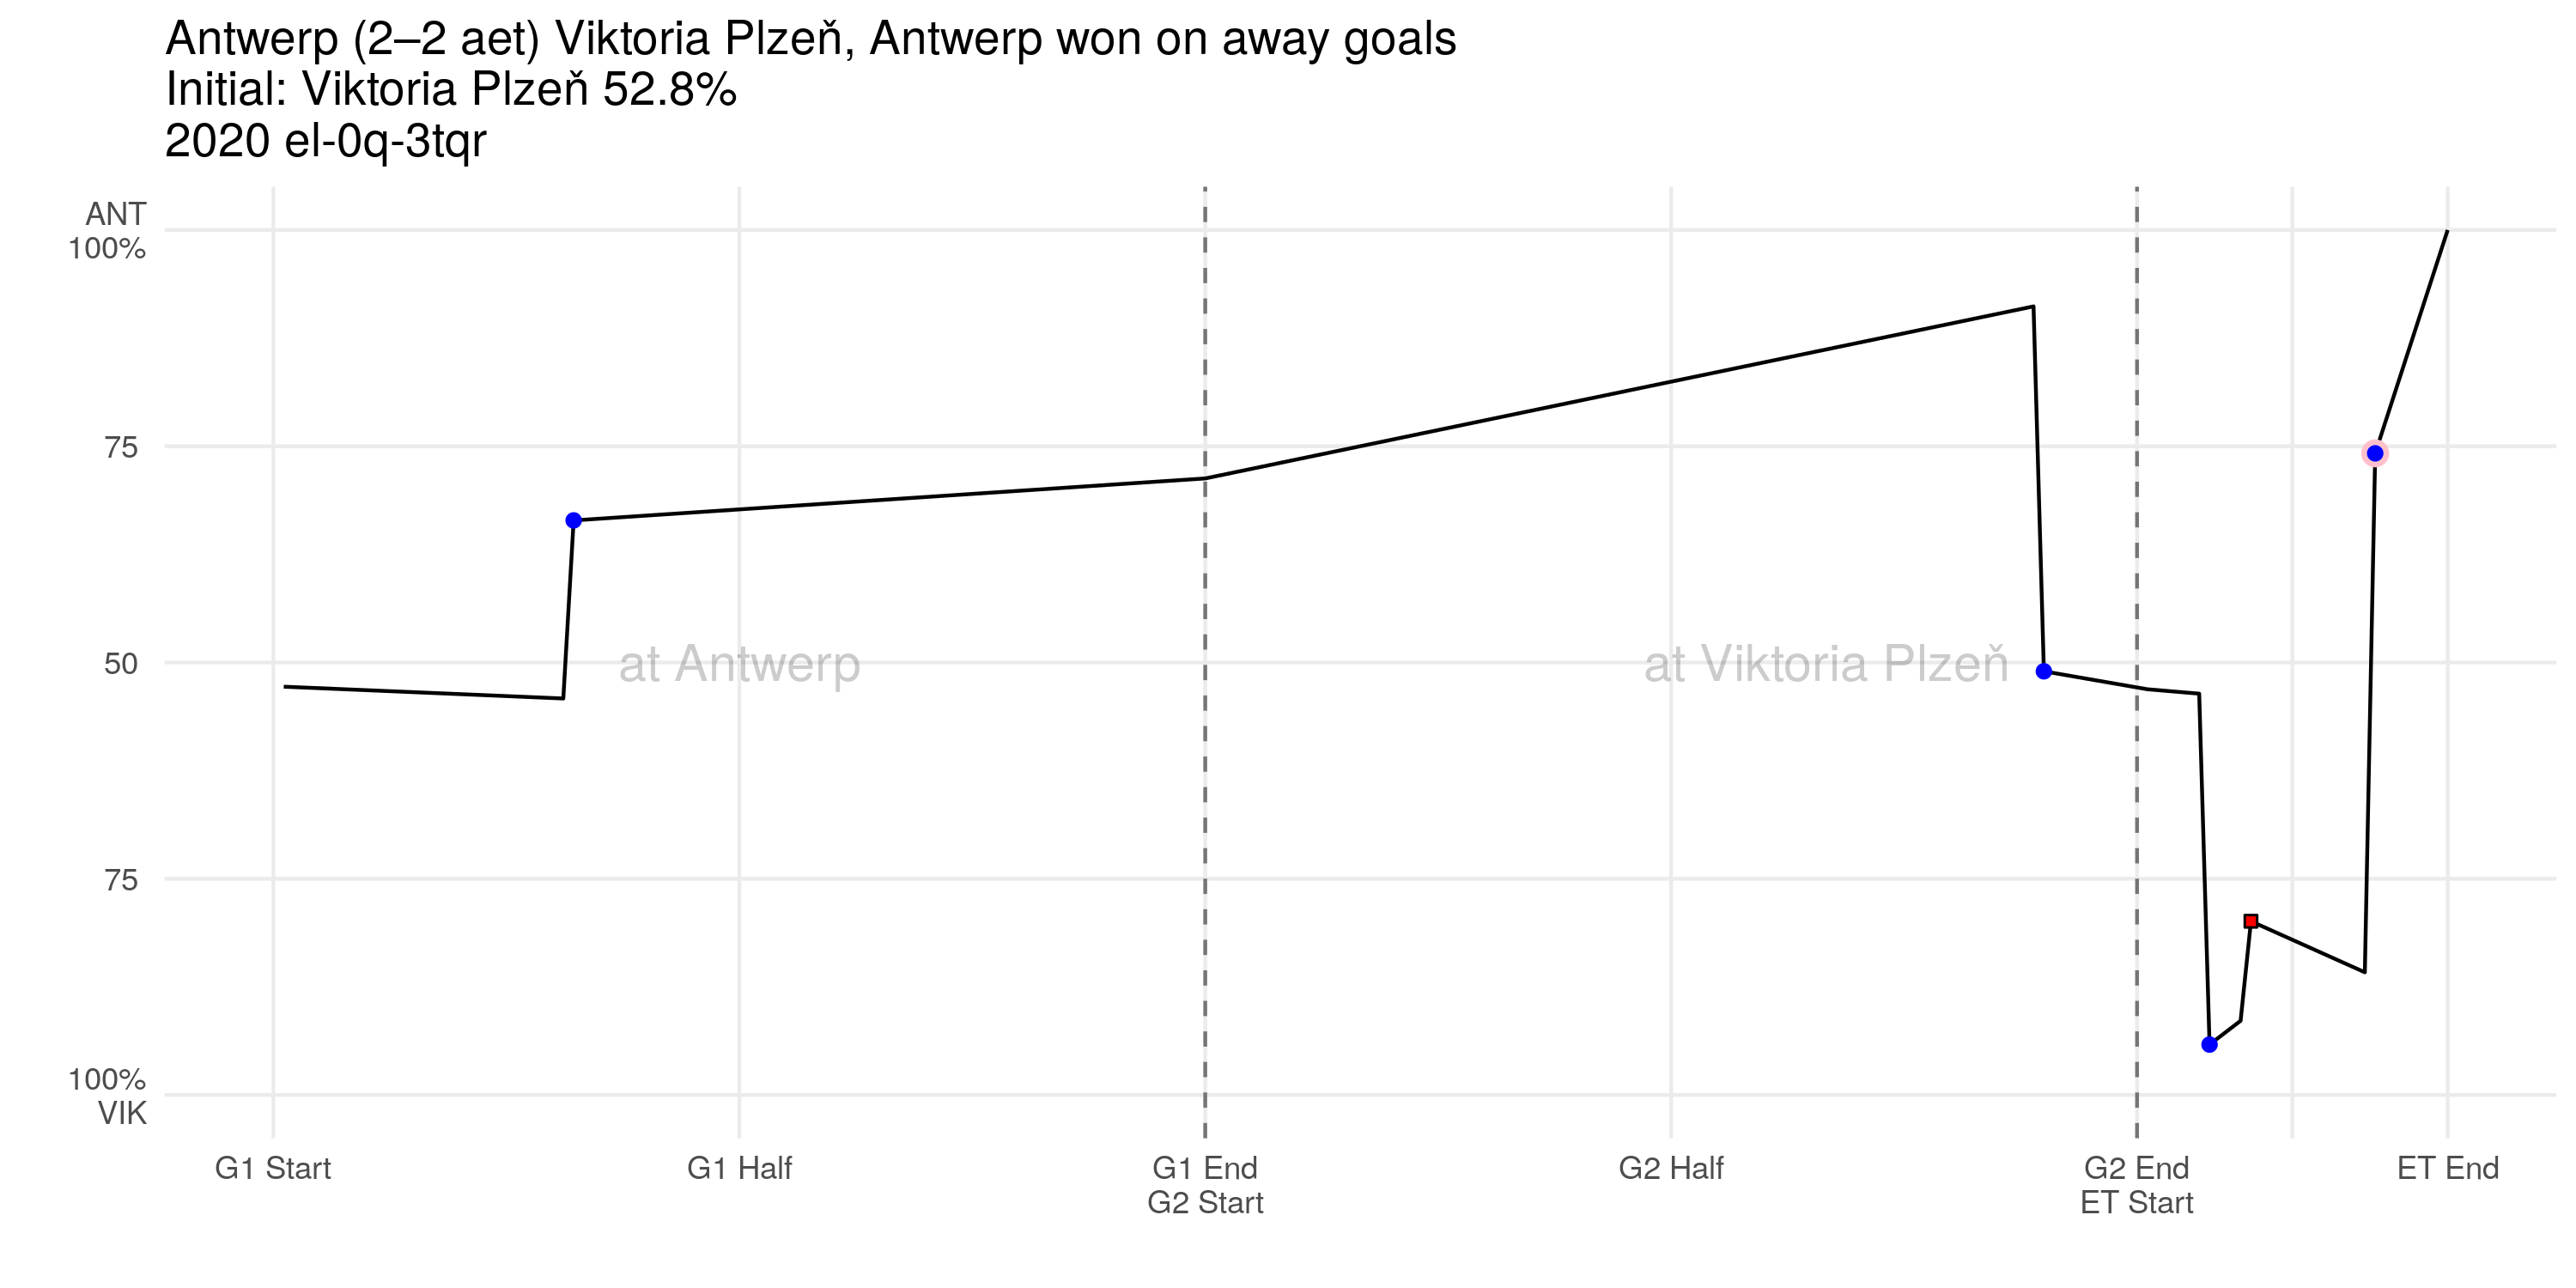 Antwerp (2–2 aet) Viktoria Plzeň, Antwerp won on away goals
Initial: Viktoria Plzeň 52.8%
2020 el-0q-3tqr
ANT
100%
75
50
75
100%
VIK
at Antwerp
at Viktoria Plzeň
G1 Start
G1 Half
G1 End
G2 Start
G2 Half
G2 End
ET Start
ET End